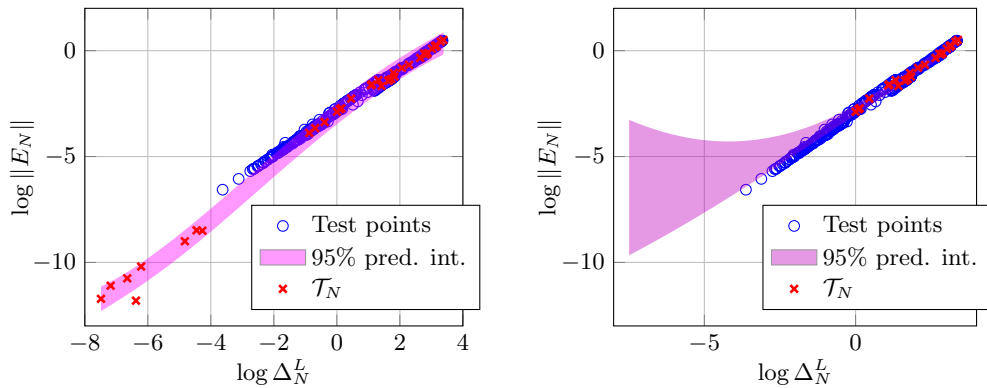 0
−5
−10
log ||E_N||
−8 −6 −4 −2 0 2 4
log Δ_N^L
Test points
95% pred. int.
𝒯_N
0
−5
−10
log ||E_N||
−5 0
log Δ_N^L
Test points
95% pred. int.
𝒯_N